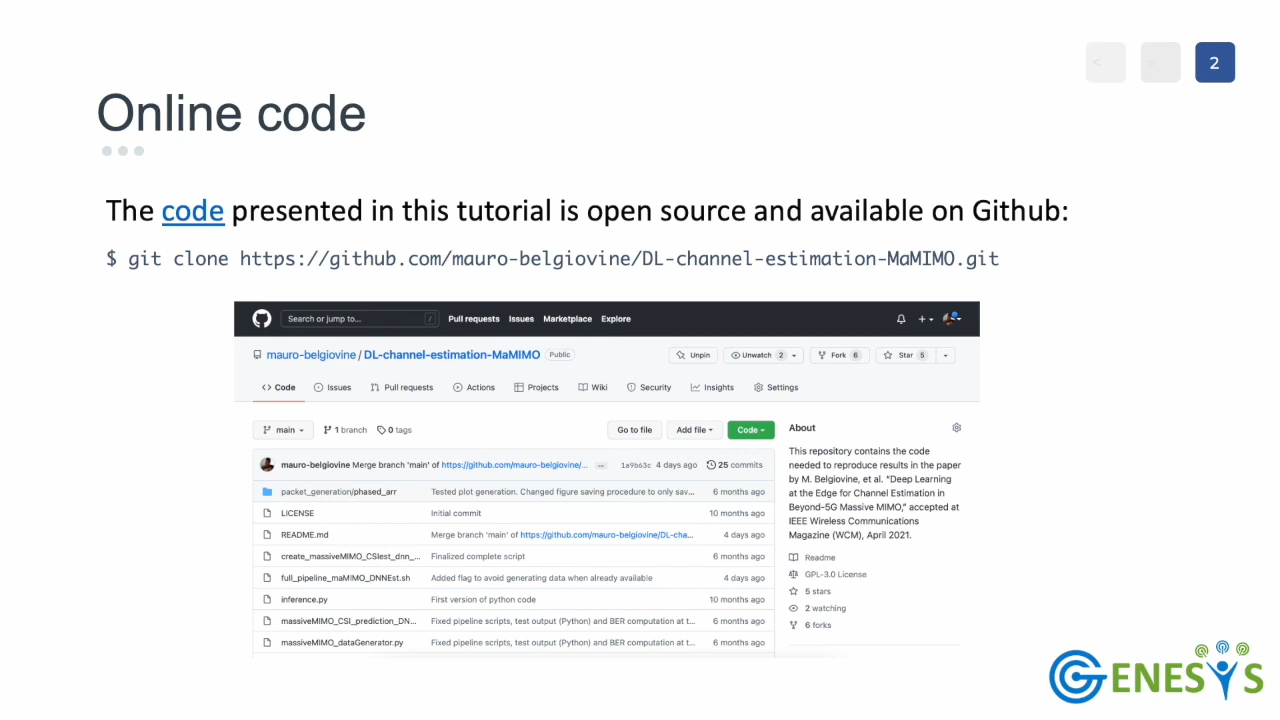 2
Online code
The code presented in this tutorial is open source and available on Github:
$ git clone https://github.com/mauro-belgiovine/DL-channel-estimation-MaMIMO.git
Search or jump to... / Pull requests Issues Marketplace Explore
mauro-belgiovine / DL-channel-estimation-MaMIMO Public Unpin Unwatch 2 Fork 6 Star 5
Code Issues Pull requests Actions Projects Wiki Security Insights Settings
main 1 branch 0 tags Go to file Add file Code
mauro-belgiovine Merge branch 'main' of https://github.com/mauro-belgiovine/... 1a9b63c 4 days ago 25 commits
packet_generation/phased_arr Tested plot generation. Changed figure saving procedure to only sav... 6 months ago
LICENSE Initial commit 10 months ago
README.md Merge branch 'main' of https://github.com/mauro-belgiovine/DL-cha... 4 days ago
create_massiveMIMO_CSIest_dnn_... Finalized complete script 6 months ago
full_pipeline_maMIMO_DNNEst.sh Added flag to avoid generating data when already available 4 days ago
inference.py First version of python code 10 months ago
massiveMIMO_CSI_prediction_DN... Fixed pipeline scripts, test output (Python) and BER computation at t... 6 months ago
massiveMIMO_dataGenerator.py Fixed pipeline scripts, test output (Python) and BER computation at t... 6 months ago
About
This repository contains the code
needed to reproduce results in the paper
by M. Belgiovine, et al. "Deep Learning
at the Edge for Channel Estimation in
Beyond-5G Massive MIMO," accepted at
IEEE Wireless Communications
Magazine (WCM), April 2021.
Readme
GPL-3.0 License
5 stars
2 watching
6 forks
GENESYS